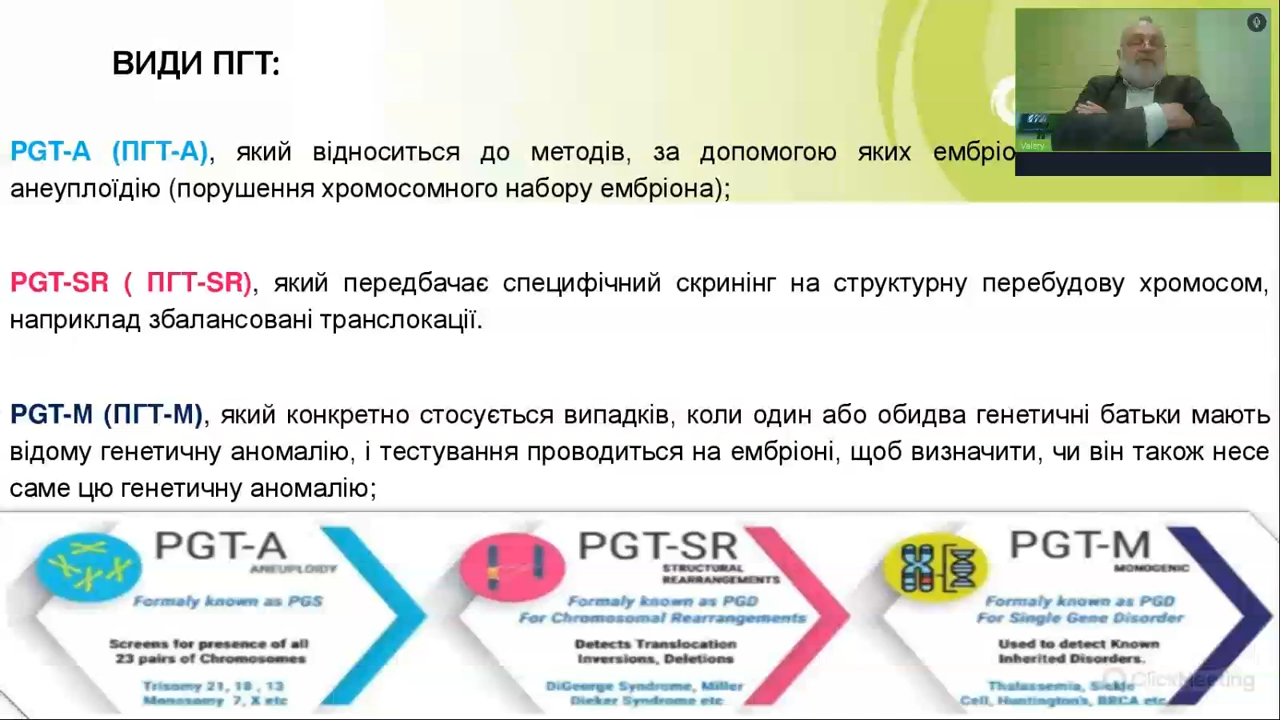 ВИДИ ПГТ:
Valery
PGT-A (ПГТ-А), який відноситься до методів, за допомогою яких
анеуплоїдію (порушення хромосомного набору ембріона);
PGT-SR ( ПГТ-SR), який передбачає специфічний скринінг на структурну перебудову хромосом,
наприклад збалансовані транслокації.
PGT-M (ПГТ-М), який конкретно стосується випадків, коли один або обидва генетичні батьки мають
відому генетичну аномалію, і тестування проводиться на ембріоні, щоб визначити, чи він також несе
саме цю генетичну аномалію;
PGT-A
ANEUPLOIDY
Formaly known as PGS
Screens for presence of all
23 pairs of Chromosomes
Trisomy 21, 18 , 13
Monosomy 7, X etc
PGT-SR
STRUCTURAL
REARRANGEMENTS
Formaly known as PGD
For Chromosomal Rearrangements
Detects Translocation
Inversions, Deletions
DiGeorge Syndrome, Miller
Dieker Syndrome etc
PGT-M
MONOGENIC
Formaly known as PGD
For Single Gene Disorder
Used to detect Known
Inherited Disorders.
Thalassemia, Sickle
Cell, Huntington's, BRCA etc.
ClickMeeting